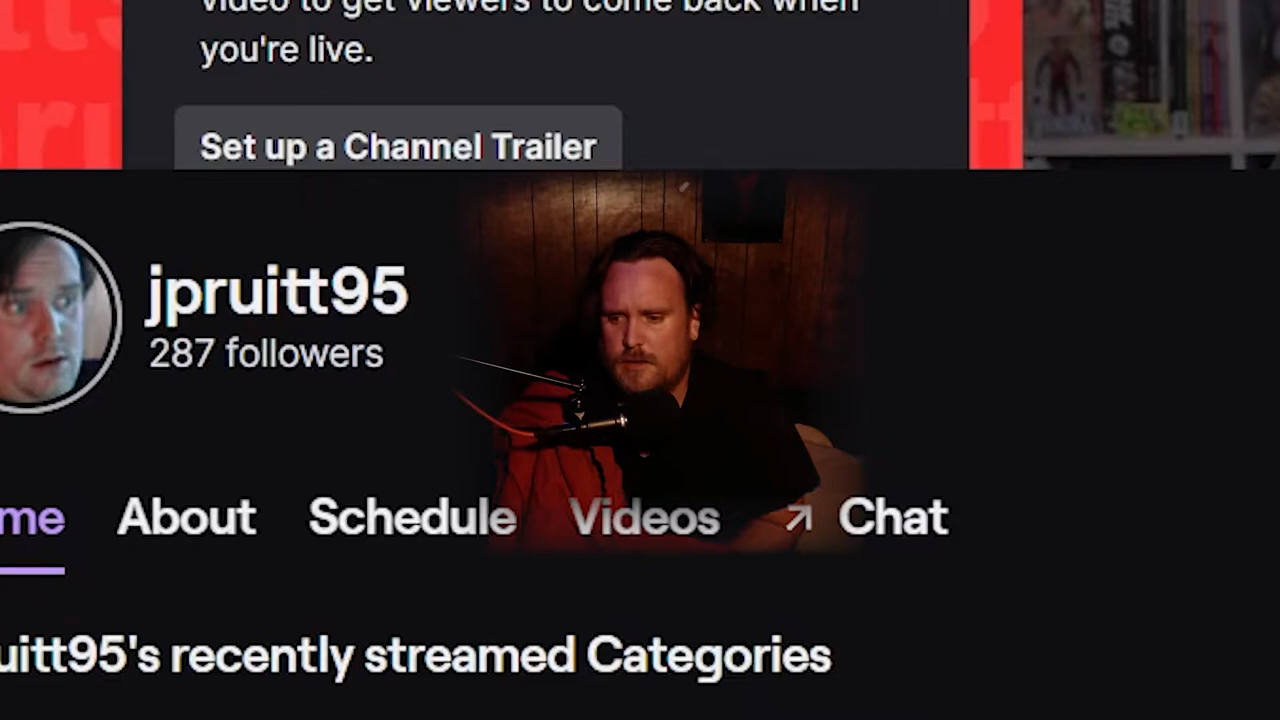 video to get viewers to come back when
you're live.
Set up a Channel Trailer
jpruitt95
287 followers
me About Schedule Videos Chat
uitt95's recently streamed Categories